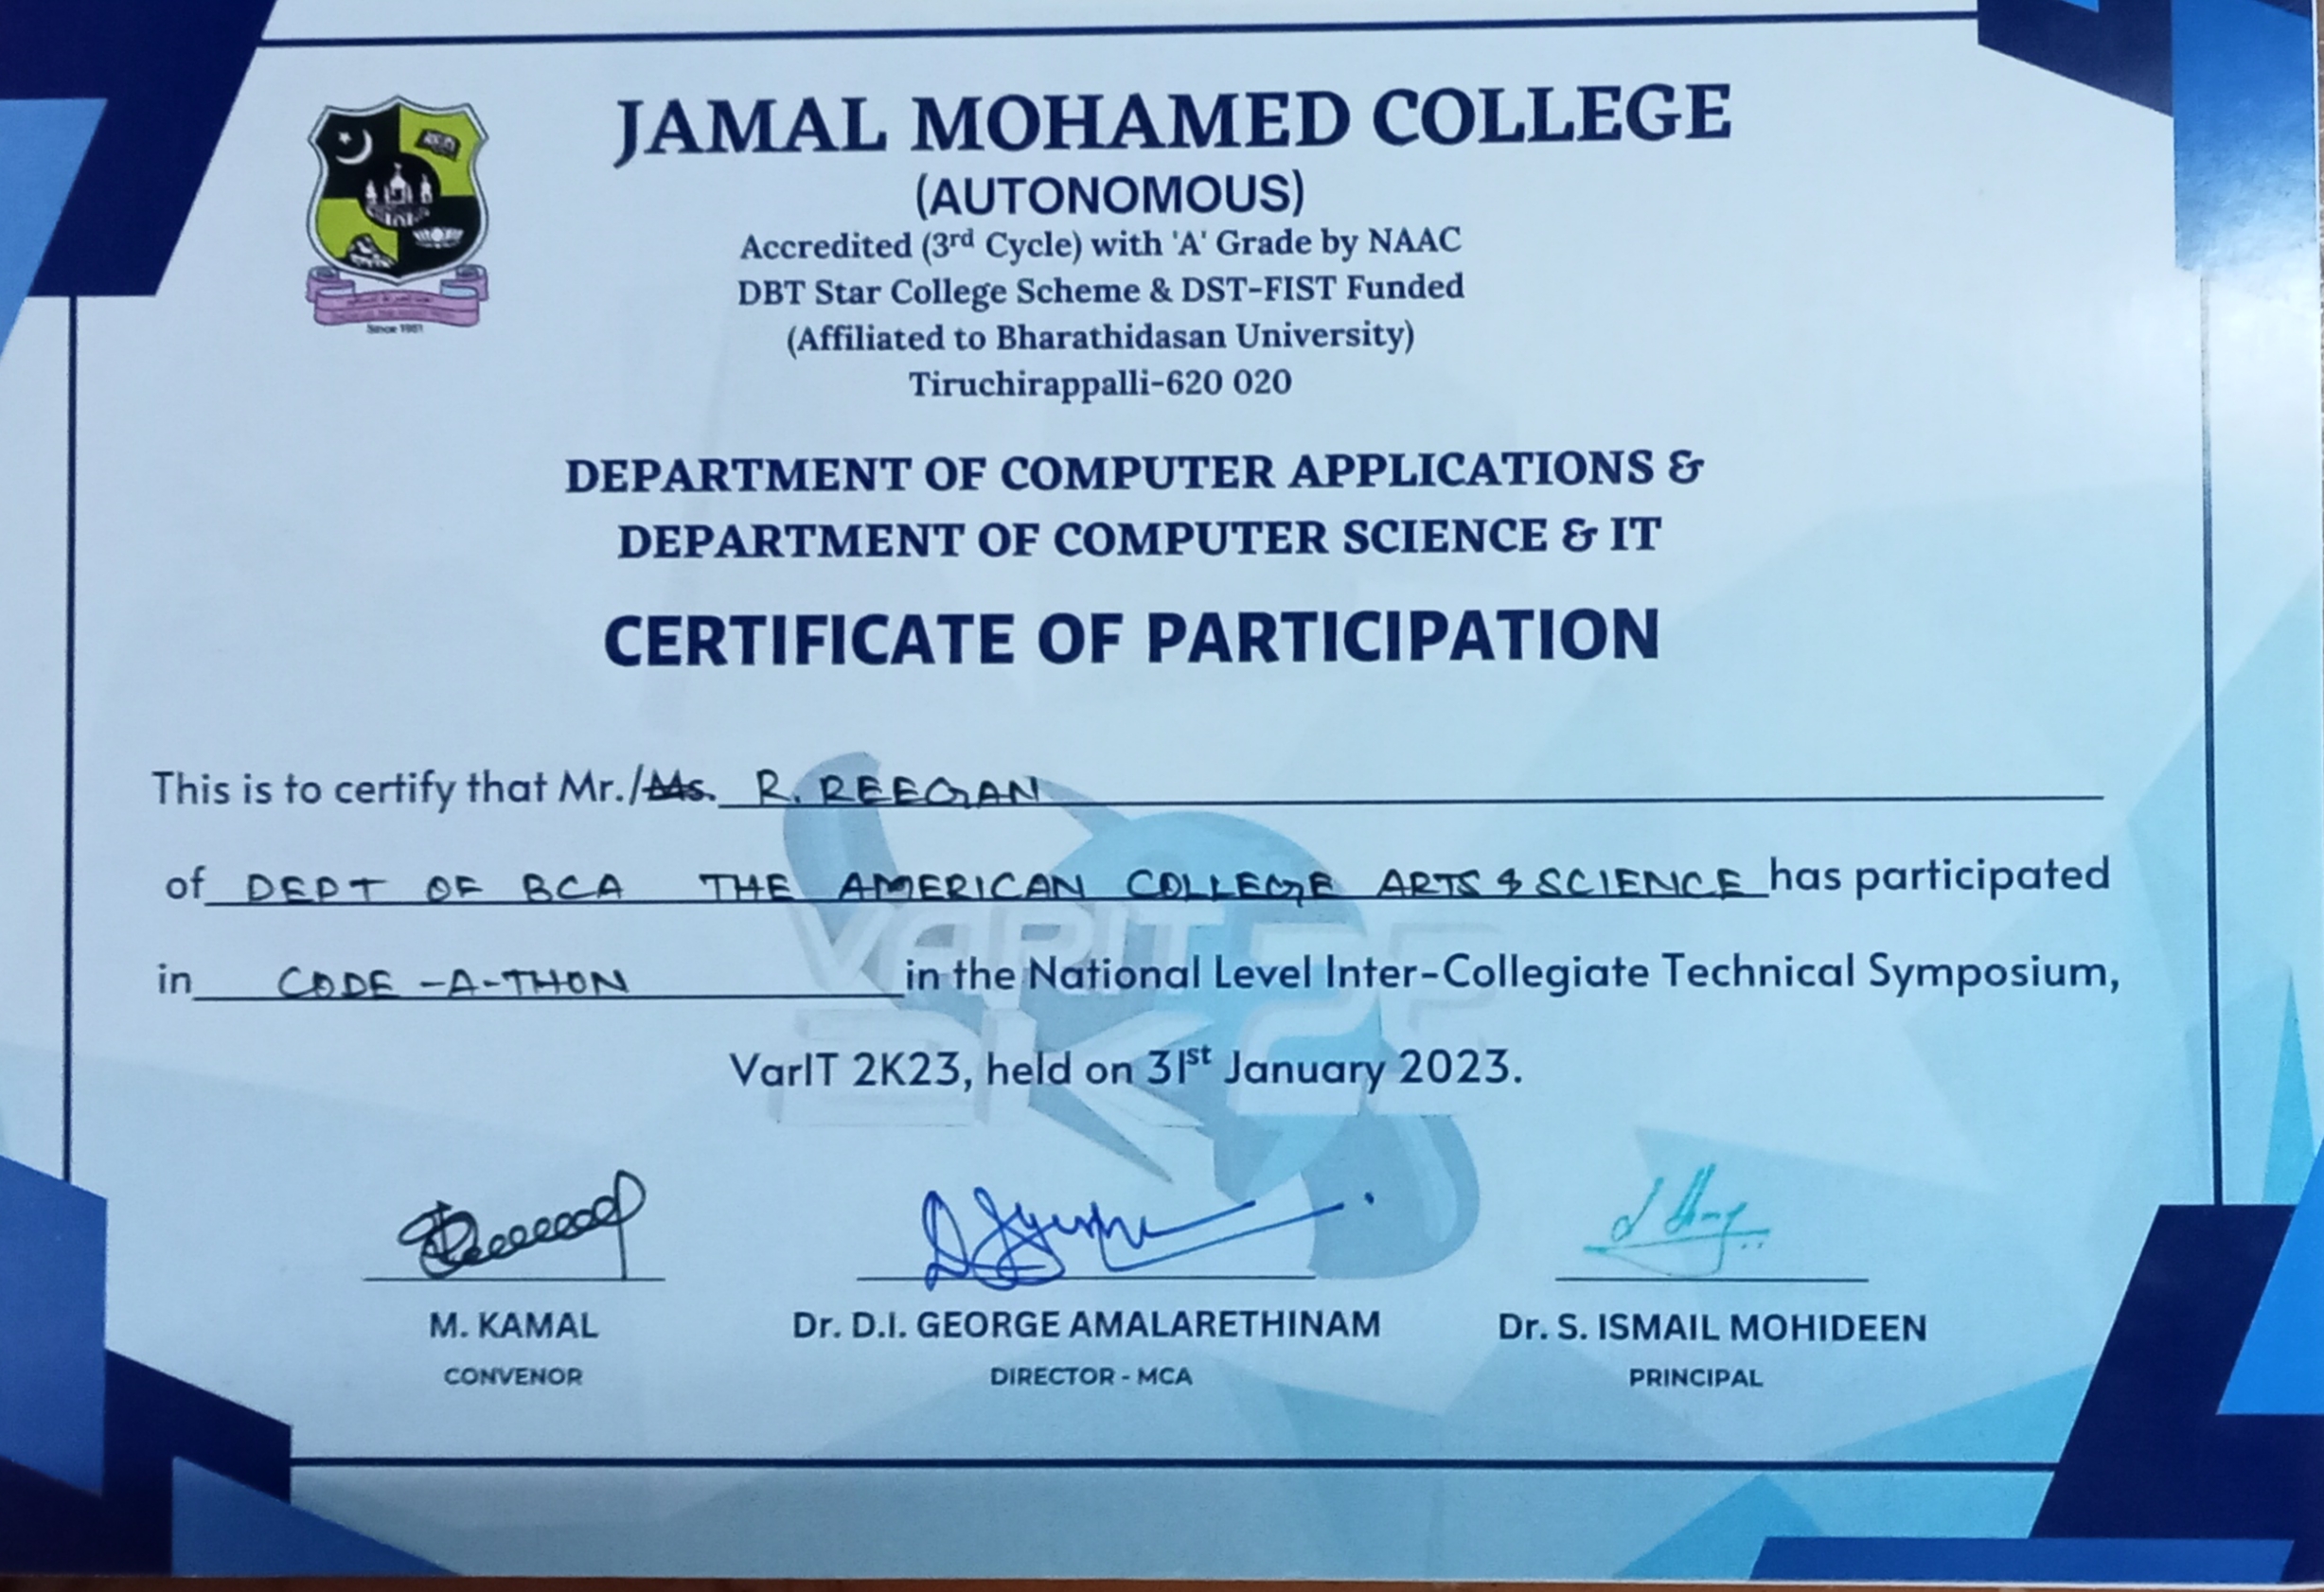 JAMAL MOHAMED COLLEGE
(AUTONOMOUS)
Accredited (3rd Cycle) with 'A' Grade by NAAC
DBT Star College Scheme & DST-FIST Funded
(Affiliated to Bharathidasan University)
Tiruchirappalli-620 020
Since 1951
DEPARTMENT OF COMPUTER APPLICATIONS &
DEPARTMENT OF COMPUTER SCIENCE & IT
CERTIFICATE OF PARTICIPATION
This is to certify that Mr./Ms. R. REEGAN
of DEPT OF BCA THE AMERICAN COLLEGE ARTS & SCIENCE has participated
in CODE-A-THON in the National Level Inter-Collegiate Technical Symposium,
VarIT 2K23, held on 31st January 2023.
M. KAMAL Dr. D.I. GEORGE AMALARETHINAM Dr. S. ISMAIL MOHIDEEN
CONVENOR DIRECTOR - MCA PRINCIPAL